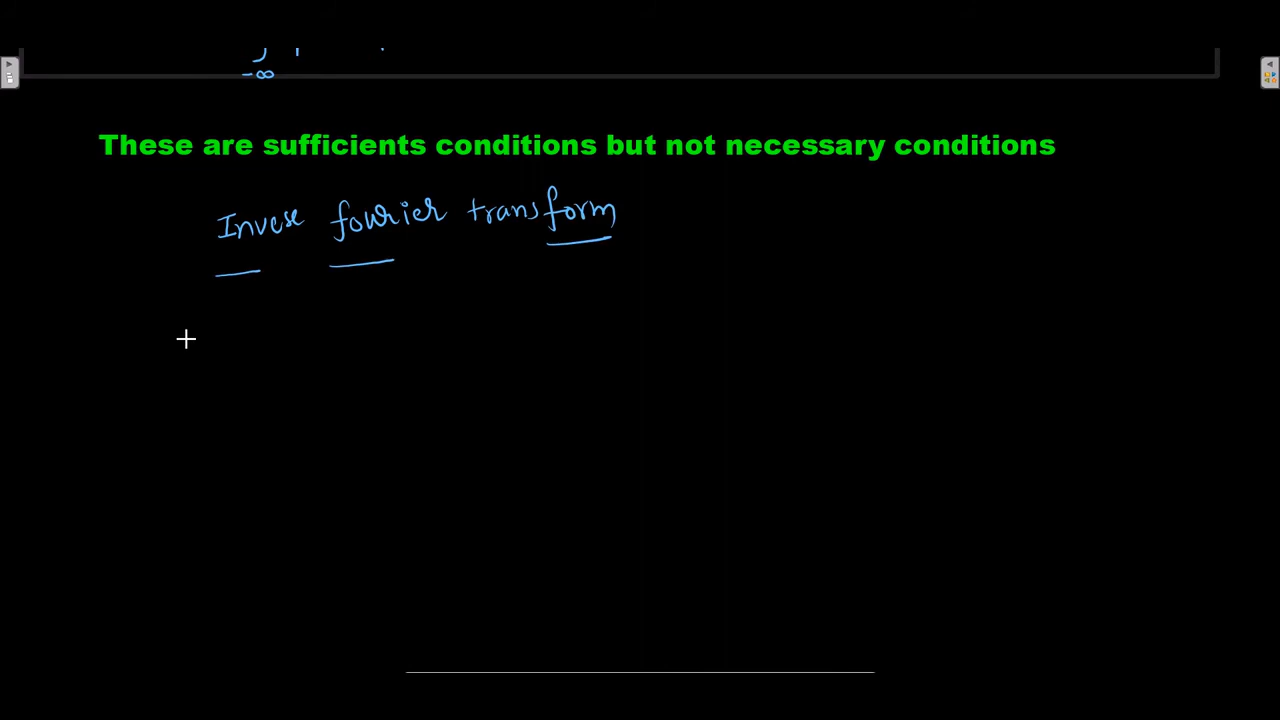 -∞
These are sufficients conditions but not necessary conditions
Invese fourier transform